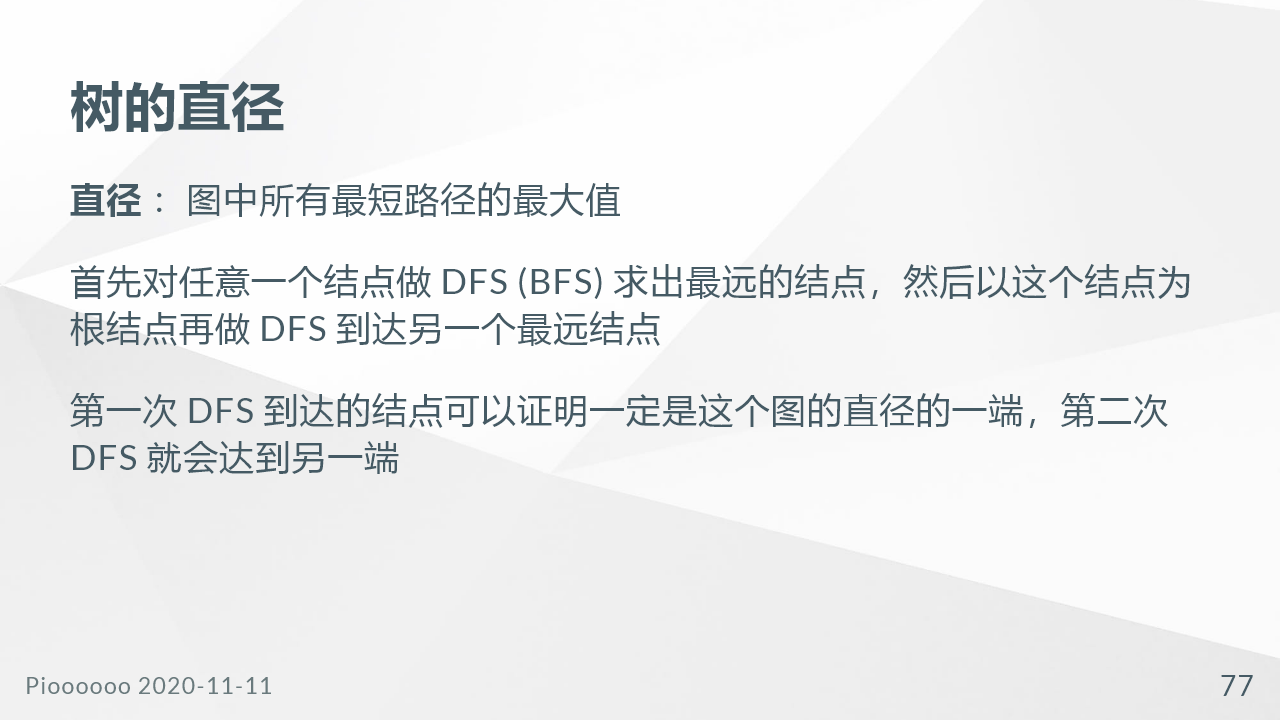 树的直径
直径： 图中所有最短路径的最大值
首先对任意一个结点做 DFS (BFS) 求出最远的结点，然后以这个结点为
根结点再做 DFS 到达另一个最远结点
第一次 DFS 到达的结点可以证明一定是这个图的直径的一端，第二次
DFS 就会达到另一端
Pioooooo 2020-11-11
77